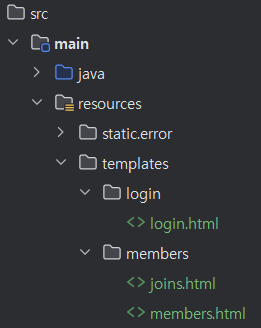 src
main
java
resources
static.error
templates
login
login.html
members
joins.html
members.html